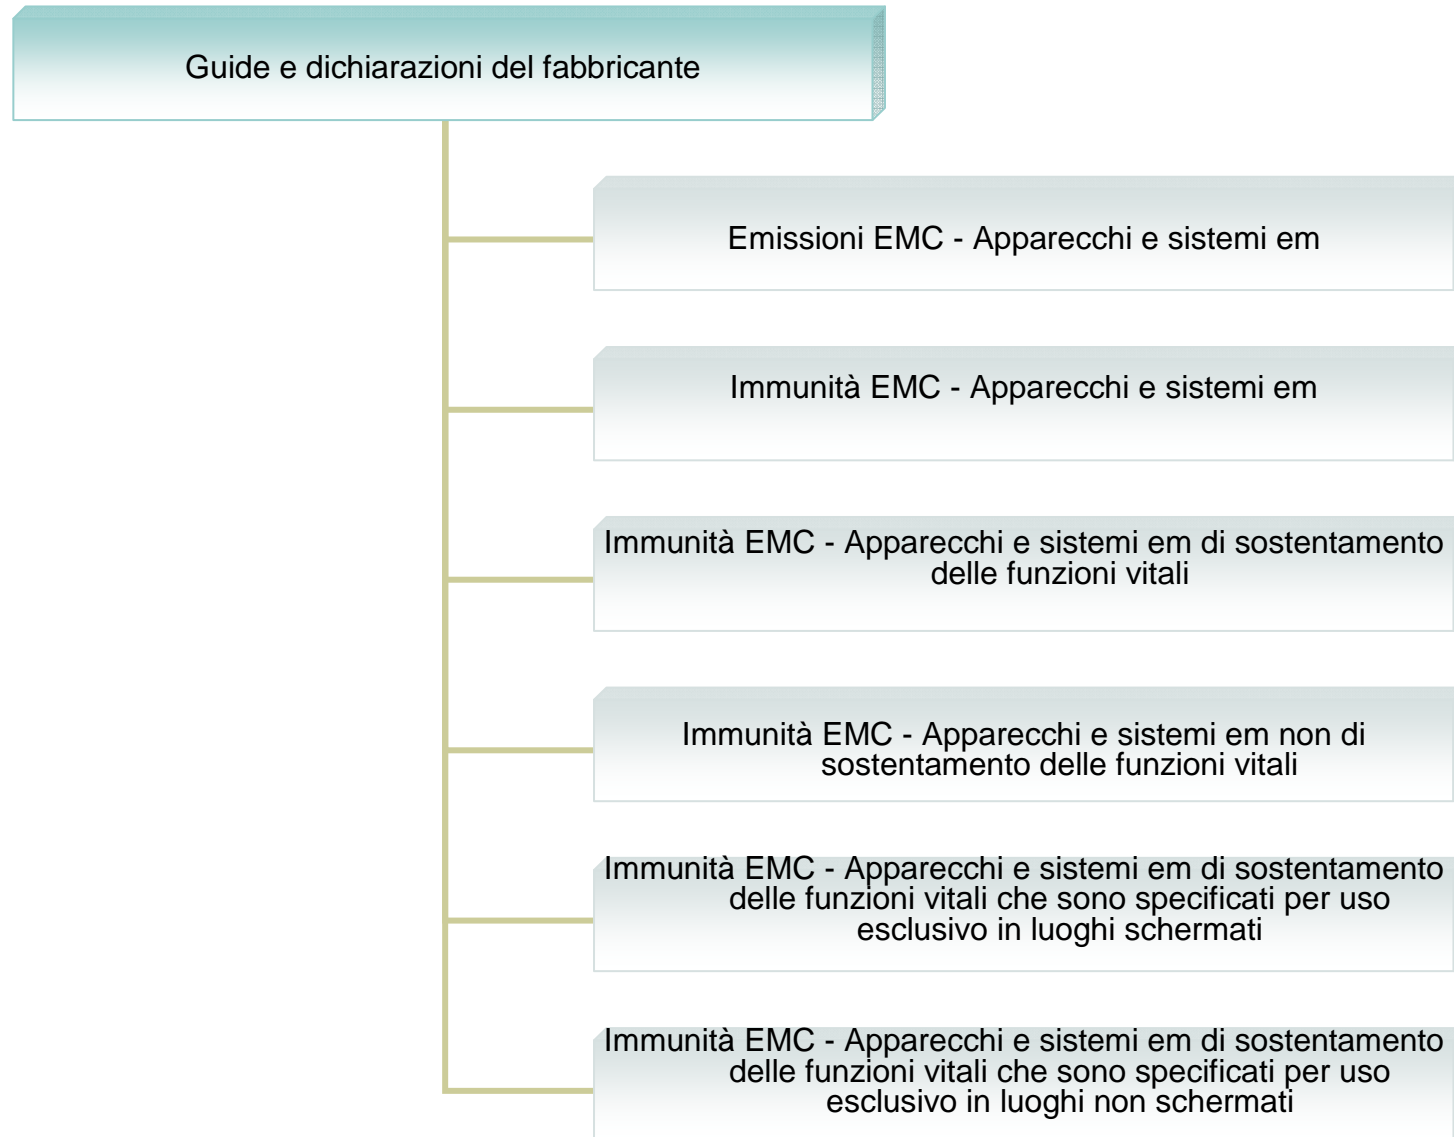 Guide e dichiarazioni del fabbricante
Emissioni EMC - Apparecchi e sistemi em
Immunità EMC - Apparecchi e sistemi em
Immunità EMC - Apparecchi e sistemi em di sostentamento
delle funzioni vitali
Immunità EMC - Apparecchi e sistemi em non di
sostentamento delle funzioni vitali
Immunità EMC - Apparecchi e sistemi em di sostentamento
delle funzioni vitali che sono specificati per uso
esclusivo in luoghi schermati
Immunità EMC - Apparecchi e sistemi em di sostentamento
delle funzioni vitali che sono specificati per uso
esclusivo in luoghi non schermati